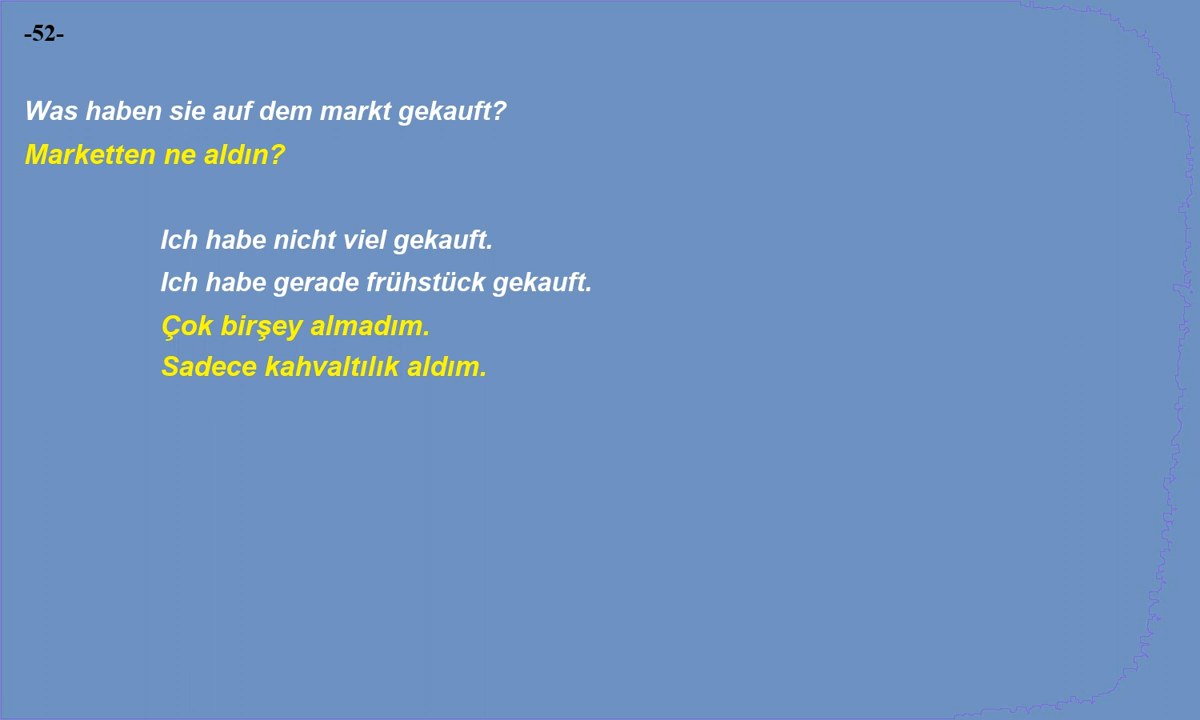 -52-
Was haben sie auf dem markt gekauft?
Marketten ne aldın?
Ich habe nicht viel gekauft.
Ich habe gerade frühstück gekauft.
Çok birşey almadım.
Sadece kahvaltılık aldım.